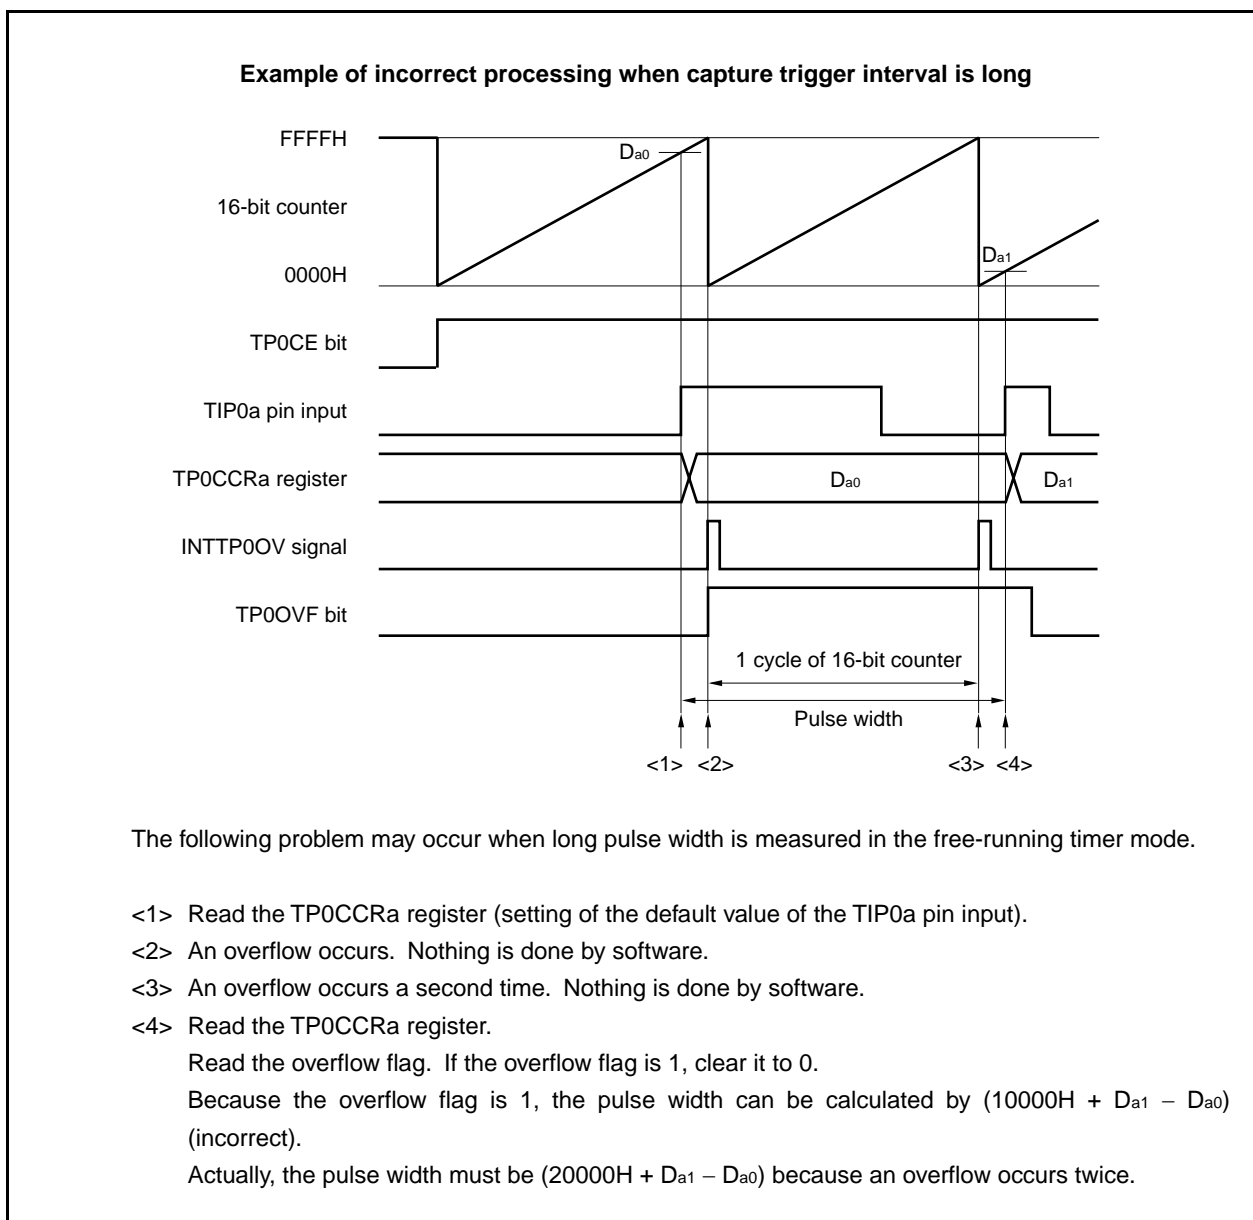 Example of incorrect processing when capture trigger interval is long
FFFFH
Da0
16-bit counter
Da1
0000H
TP0CE bit
TIP0a pin input
TP0CCRa register
Da0
Da1
INTTP0OV signal
TP0OVF bit
1 cycle of 16-bit counter
Pulse width
<1> <2> <3> <4>
The following problem may occur when long pulse width is measured in the free-running timer mode.
<1> Read the TP0CCRa register (setting of the default value of the TIP0a pin input).
<2> An overflow occurs. Nothing is done by software.
<3> An overflow occurs a second time. Nothing is done by software.
<4> Read the TP0CCRa register.
Read the overflow flag. If the overflow flag is 1, clear it to 0.
Because the overflow flag is 1, the pulse width can be calculated by (10000H + Da1 − Da0)
(incorrect).
Actually, the pulse width must be (20000H + Da1 − Da0) because an overflow occurs twice.